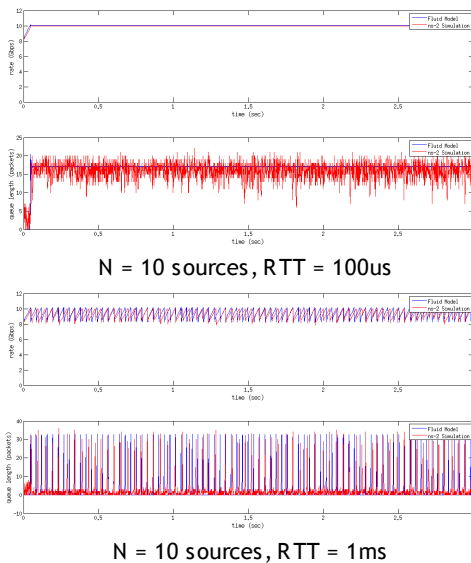 12
10
8
6
4
2
0
rate (Gbps)
0 0.5 1 1.5 2 2.5
time (sec)
Fluid Model
ns-2 Simulation
25
20
15
10
5
0
queue length (packets)
0 0.5 1 1.5 2 2.5
time (sec)
Fluid Model
ns-2 Simulation
N = 10 sources, RTT = 100us
12
10
8
6
4
2
0
rate (Gbps)
0 0.5 1 1.5 2 2.5
time (sec)
Fluid Model
ns-2 Simulation
40
30
20
10
0
-10
queue length (packets)
0 0.5 1 1.5 2 2.5
time (sec)
Fluid Model
ns-2 Simulation
N = 10 sources, RTT = 1ms